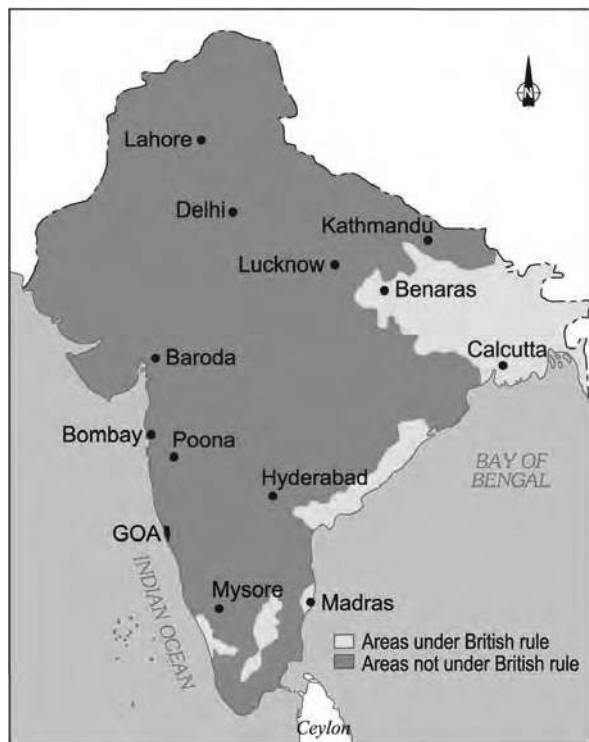 N
Lahore
Delhi
Kathmandu
Lucknow
Benaras
Calcutta
Baroda
Bombay
Poona
BAY OF
BENGAL
Hyderabad
GOA
INDIAN OCEAN
Mysore
Madras
Areas under British rule
Areas not under British rule
Ceylon